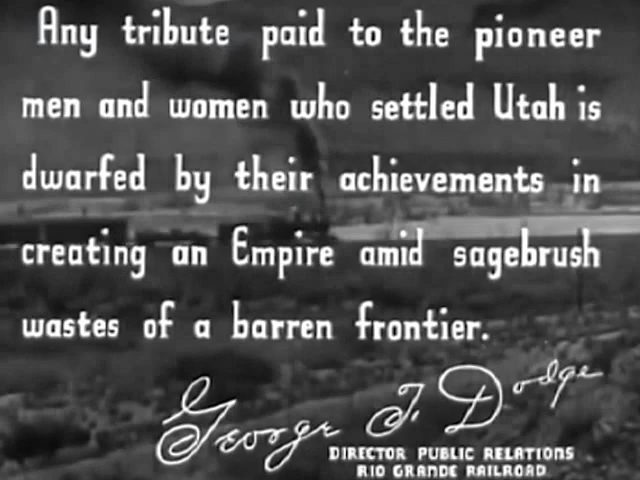 Any tribute paid to the pioneer
men and women who settled Utah is
dwarfed by their achievements in
creating an Empire amid sagebrush
wastes of a barren frontier.
George F. Dodge
DIRECTOR PUBLIC RELATIONS
RIO GRANDE RAILROAD